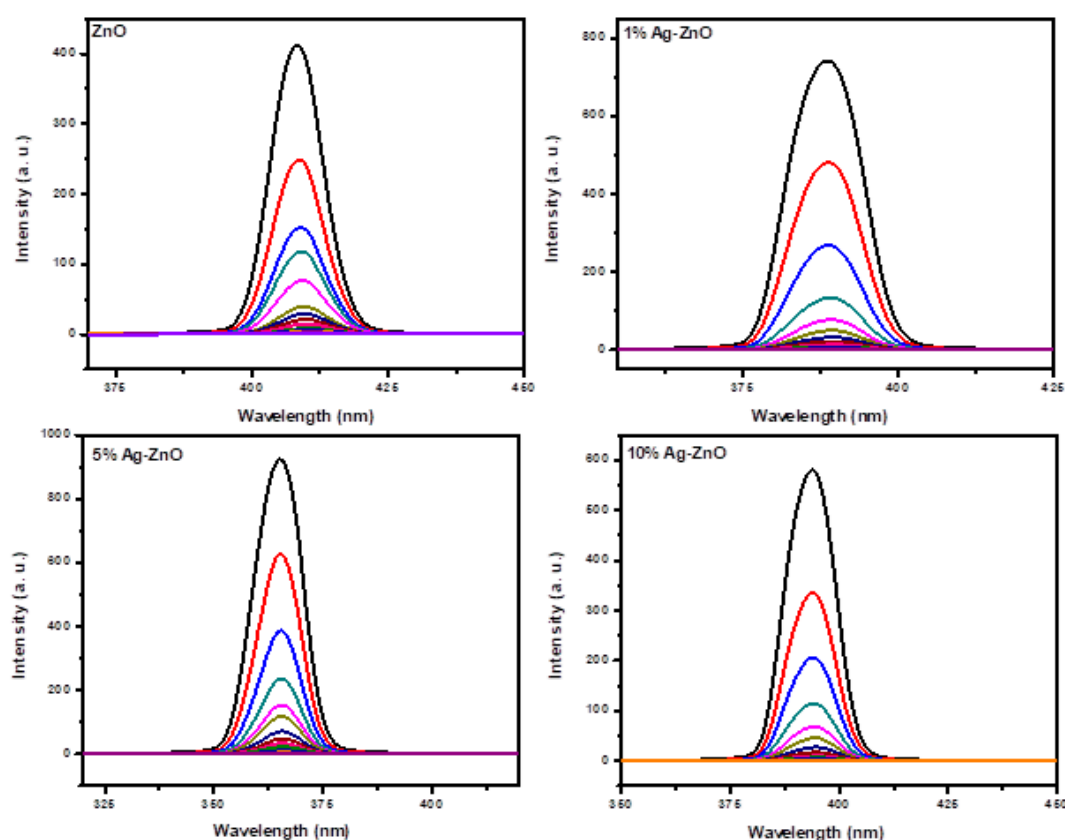 ZnO
400
300
200
100
0
Intensity (a. u.)
375 400 425 450
Wavelength (nm)
1% Ag-ZnO
800
600
400
200
0
Intensity (a. u.)
375 400 425
Wavelength (nm)
5% Ag-ZnO
1000
800
600
400
200
0
Intensity (a. u.)
325 350 375 400
Wavelength (nm)
10% Ag-ZnO
600
500
400
300
200
100
0
Intensity (a. u.)
350 375 400 425 450
Wavelength (nm)